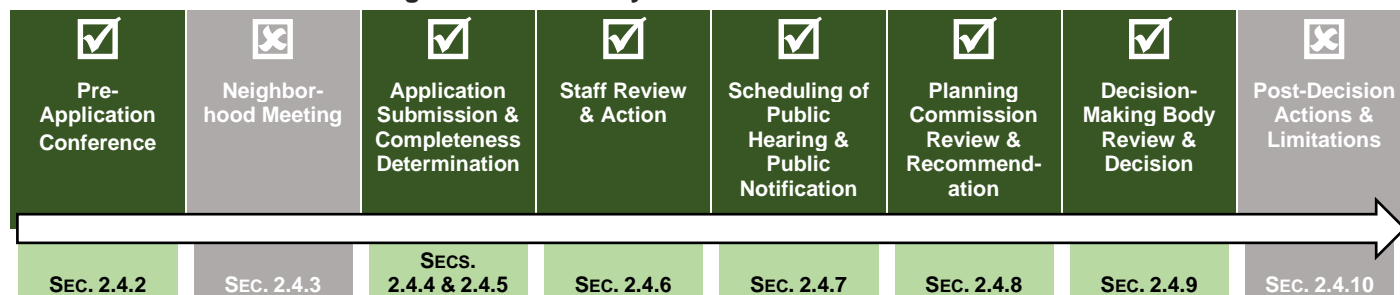 Pre-
Application
Conference
Neighbor-
hood Meeting
Application
Submission &
Completeness
Determination
Staff Review
& Action
Scheduling of
Public
Hearing &
Public
Notification
Planning
Commission
Review &
Recommend-
ation
Decision-
Making Body
Review &
Decision
Post-Decision
Actions &
Limitations
SEC. 2.4.2
SEC. 2.4.3
SECS.
2.4.4 & 2.4.5
SEC. 2.4.6
SEC. 2.4.7
SEC. 2.4.8
SEC. 2.4.9
SEC. 2.4.10